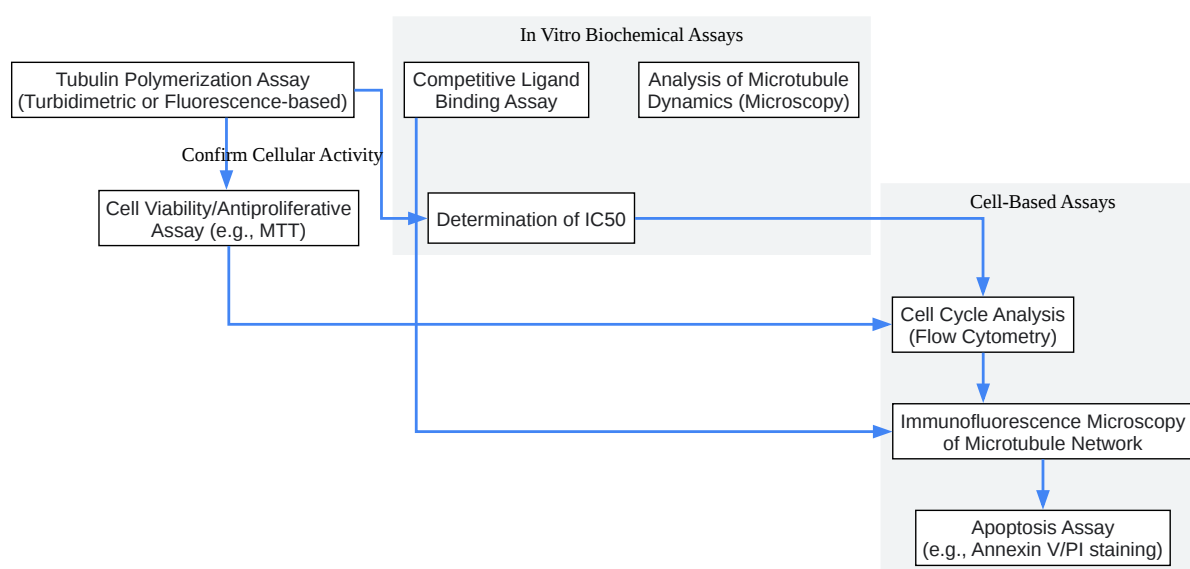 In Vitro Biochemical Assays
Tubulin Polymerization Assay
(Turbidimetric or Fluorescence-based)
Competitive Ligand
Binding Assay
Analysis of Microtubule
Dynamics (Microscopy)
Confirm Cellular Activity
Cell Viability/Antiproliferative
Assay (e.g., MTT)
Determination of IC50
Cell-Based Assays
Cell Cycle Analysis
(Flow Cytometry)
Immunofluorescence Microscopy
of Microtubule Network
Apoptosis Assay
(e.g., Annexin V/PI staining)